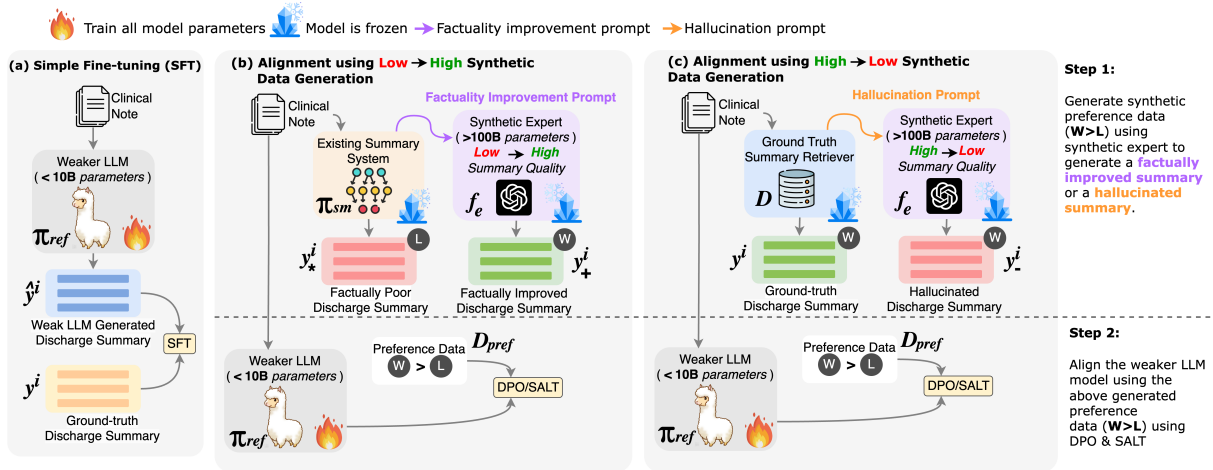 Train all model parameters
Model is frozen
Factuality improvement prompt
Hallucination prompt
(a) Simple Fine-tuning (SFT)
Clinical
Note
Weaker LLM
( < 10B parameters )
πref
ŷⁱ
Weak LLM Generated
Discharge Summary
SFT
yⁱ
Ground-truth
Discharge Summary
(b) Alignment using Low → High Synthetic
Data Generation
Clinical
Note
Factuality Improvement Prompt
Existing Summary
System
πsm
Synthetic Expert
( >100B parameters )
Low → High
Summary Quality
fe
L
y*ⁱ
Factually Poor
Discharge Summary
W
y+ⁱ
Factually Improved
Discharge Summary
Weaker LLM
( < 10B parameters )
πref
Preference Data
W > L
Dpref
DPO/SALT
(c) Alignment using High → Low Synthetic
Data Generation
Clinical
Note
Hallucination Prompt
Ground Truth
Summary Retriever
D
Synthetic Expert
( >100B parameters )
High → Low
Summary Quality
fe
W
yⁱ
Ground-truth
Discharge Summary
L
y-ⁱ
Hallucinated
Discharge Summary
Weaker LLM
( < 10B parameters )
πref
Preference Data
W > L
Dpref
DPO/SALT
Step 1:
Generate synthetic
preference data
(W>L) using
synthetic expert to
generate a factually
improved summary
or a hallucinated
summary.
Step 2:
Align the weaker LLM
model using the
above generated
preference
data (W>L) using
DPO & SALT